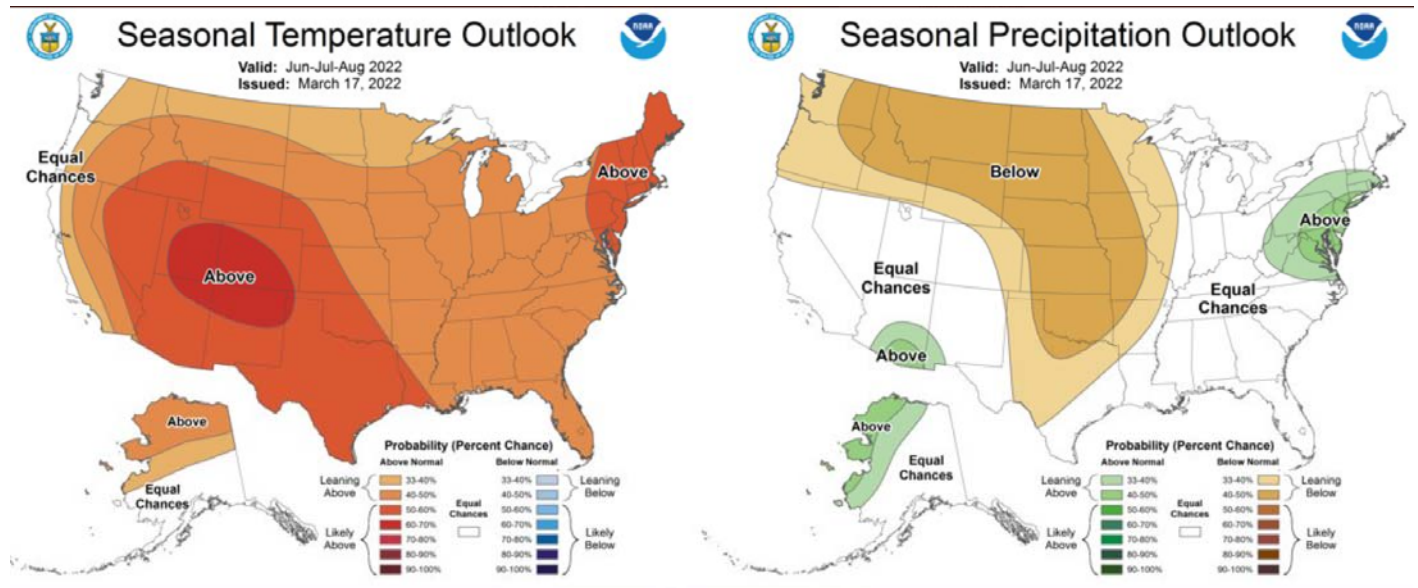 Seasonal Temperature Outlook
Valid: Jun-Jul-Aug 2022
Issued: March 17, 2022
NOAA
Equal
Chances
Above
Above
Above
Equal
Chances
Probability (Percent Chance)
Above Normal
Below Normal
Leaning
Above
33-40%
40-50%
Likely
Above
50-60%
60-70%
70-80%
80-90%
90-100%
Equal
Chances
33-40%
40-50%
Leaning
Below
50-60%
60-70%
70-80%
80-90%
90-100%
Likely
Below
Seasonal Precipitation Outlook
Valid: Jun-Jul-Aug 2022
Issued: March 17, 2022
NOAA
Below
Above
Equal
Chances
Equal
Chances
Above
Above
Equal
Chances
Probability (Percent Chance)
Above Normal
Below Normal
Leaning
Above
33-40%
40-50%
Likely
Above
50-60%
60-70%
70-80%
80-90%
90-100%
Equal
Chances
33-40%
40-50%
Leaning
Below
50-60%
60-70%
70-80%
80-90%
90-100%
Likely
Below